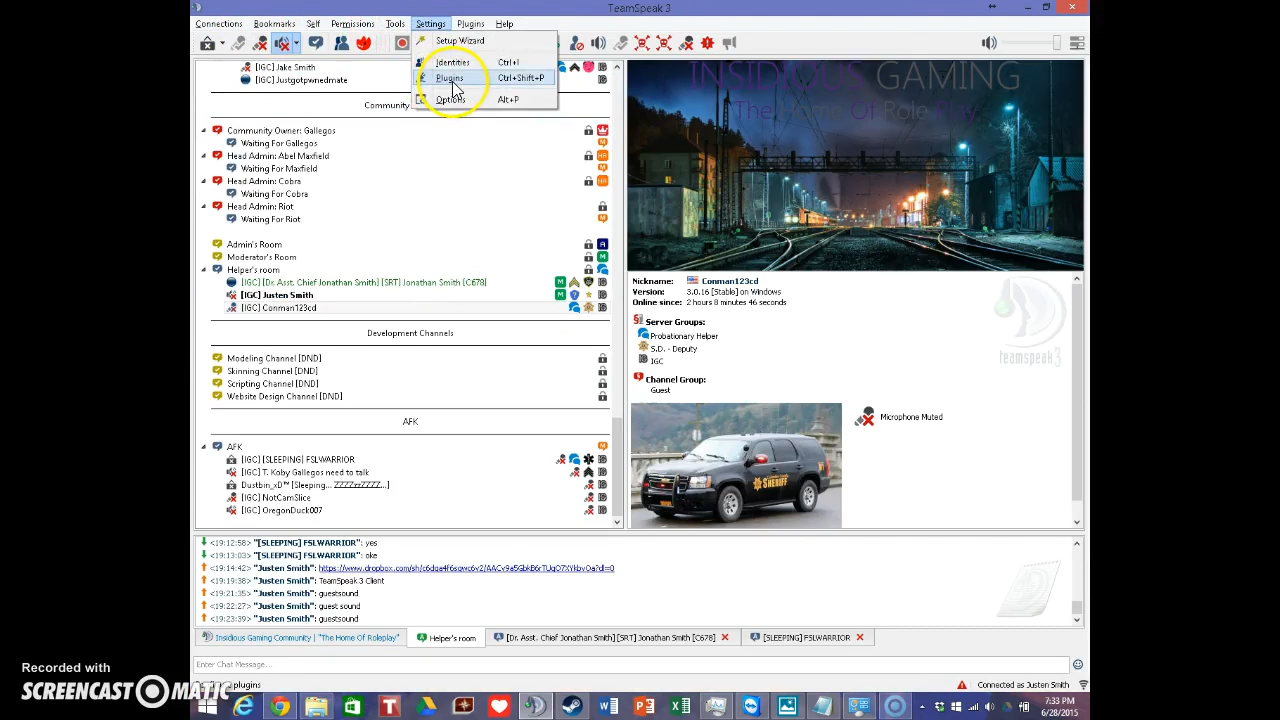 TeamSpeak 3
Connections Bookmarks Self Permissions Tools Settings Plugins Help
Setup Wizard
Identities Ctrl+I
Plugins Ctrl+Shift+P
Options Alt+P
[IGC] Jake Smith
[IGC] Justgotpwnedmate
Community
Community Owner: Gallegos
Waiting For Gallegos
Head Admin: Abel Maxfield
Waiting For Maxfield
Head Admin: Cobra
Waiting For Cobra
Head Admin: Riot
Waiting For Riot
Admin's Room
Moderator's Room
Helper's room
[IGC] [Dr. Asst. Chief Jonathan Smith] [SRT] Jonathan Smith [C678]
[IGC] Justen Smith
[IGC] Conman123cd
Development Channels
Modeling Channel [DND]
Skinning Channel [DND]
Scripting Channel [DND]
Website Design Channel [DND]
AFK
AFK
[IGC] [SLEEPING] FSLWARRIOR
[IGC] T. Koby Gallegos need to talk
Dustbin_xD™ [Sleeping... ZZZZzzZZZZ...]
[IGC] NotCamSlice
[IGC] OregonDuck007
INSIDIOUS GAMING
The Home Of Role Play
Nickname: Conman123cd
Version: 3.0.16 [Stable] on Windows
Online since: 2 hours 8 minutes 46 seconds
Server Groups:
Probationary Helper
S.D. - Deputy
IGC
Channel Group:
Guest
teamspeak3
SHERIFF
Microphone Muted
<19:12:58> "[SLEEPING] FSLWARRIOR": yes
<19:13:03> "[SLEEPING] FSLWARRIOR": oke
<19:14:42> "Justen Smith":
<19:19:38> "Justen Smith": TeamSpeak 3 Client
<19:21:35> "Justen Smith": guestsound
<19:22:27> "Justen Smith": guest sound
<19:23:39> "Justen Smith": guestsound
Insidious Gaming Community | "The Home Of Roleplay" Helper's room [Dr. Asst. Chief Jonathan Smith] [SRT] Jonathan Smith [C678] [SLEEPING] FSLWARRIOR
Enter Chat Message...
plugins Connected as Justen Smith
Recorded with
SCREENCAST MATIC
7:33 PM
6/28/2015